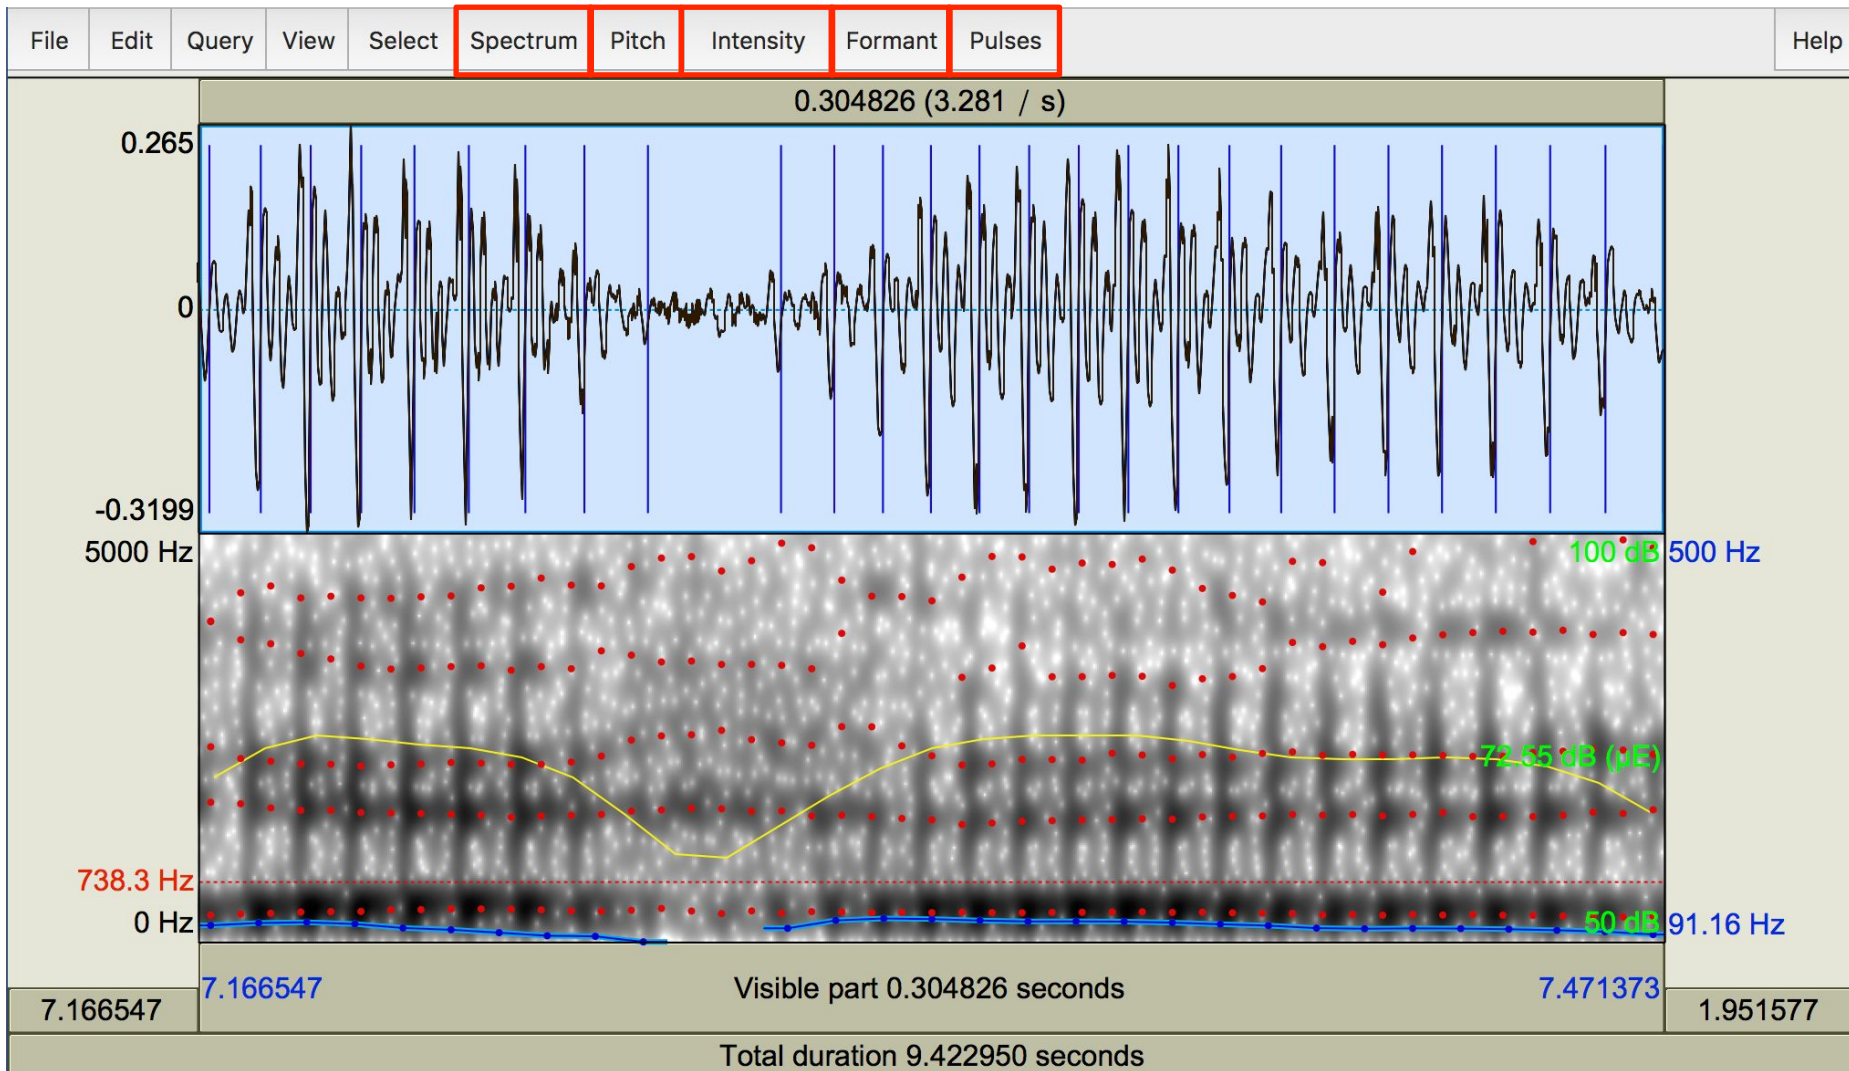 File Edit Query View Select Spectrum Pitch Intensity Formant Pulses Help
0.304826 (3.281 / s)
0.265
0
-0.3199
5000 Hz
100 dB 500 Hz
72.55 dB (µE)
738.3 Hz
0 Hz
50 dB 91.16 Hz
7.166547 Visible part 0.304826 seconds 7.471373
7.166547 1.951577
Total duration 9.422950 seconds